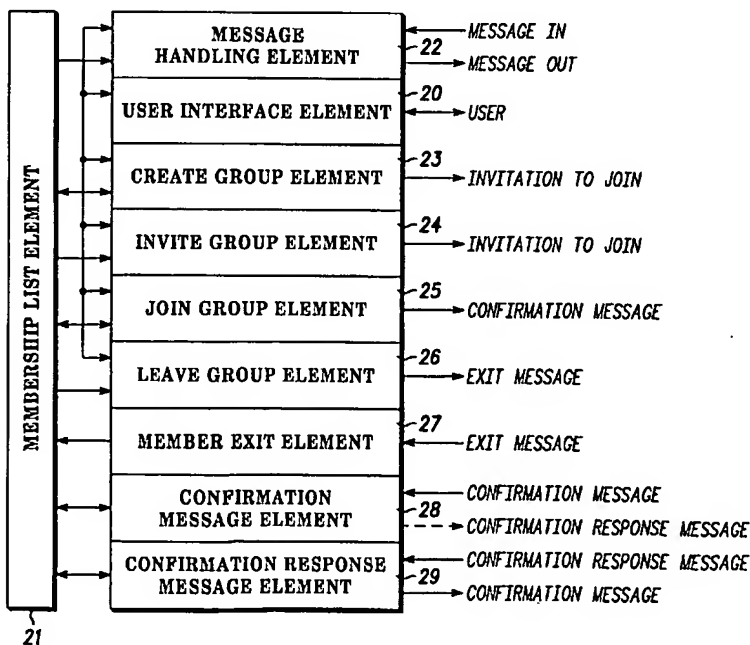 MESSAGE
HANDLING ELEMENT
22
MESSAGE IN
MESSAGE OUT
USER INTERFACE ELEMENT
20
USER
CREATE GROUP ELEMENT
23
INVITATION TO JOIN
INVITE GROUP ELEMENT
24
INVITATION TO JOIN
JOIN GROUP ELEMENT
25
CONFIRMATION MESSAGE
LEAVE GROUP ELEMENT
26
EXIT MESSAGE
MEMBER EXIT ELEMENT
27
EXIT MESSAGE
CONFIRMATION
MESSAGE ELEMENT
28
CONFIRMATION MESSAGE
CONFIRMATION RESPONSE MESSAGE
CONFIRMATION RESPONSE
MESSAGE ELEMENT
29
CONFIRMATION RESPONSE MESSAGE
CONFIRMATION MESSAGE
MEMBERSHIP LIST ELEMENT
21